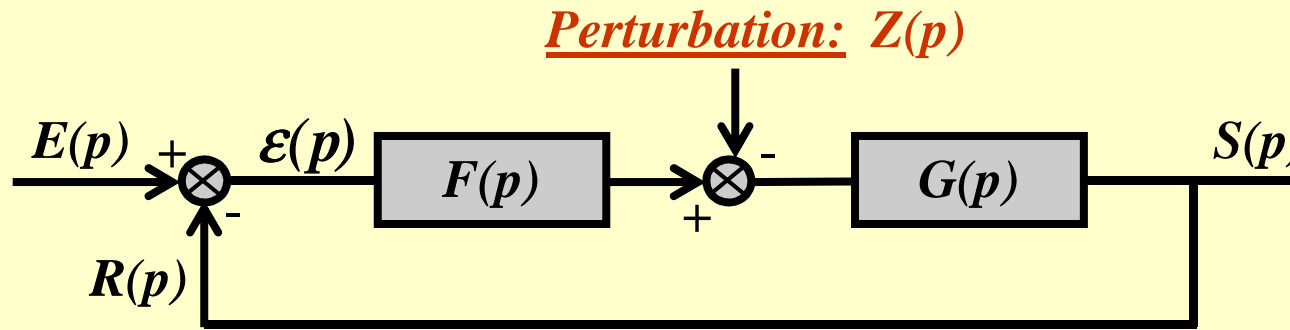 Perturbation: Z(p)
E(p) + ε(p) F(p) - G(p) S(p)
- +
R(p)